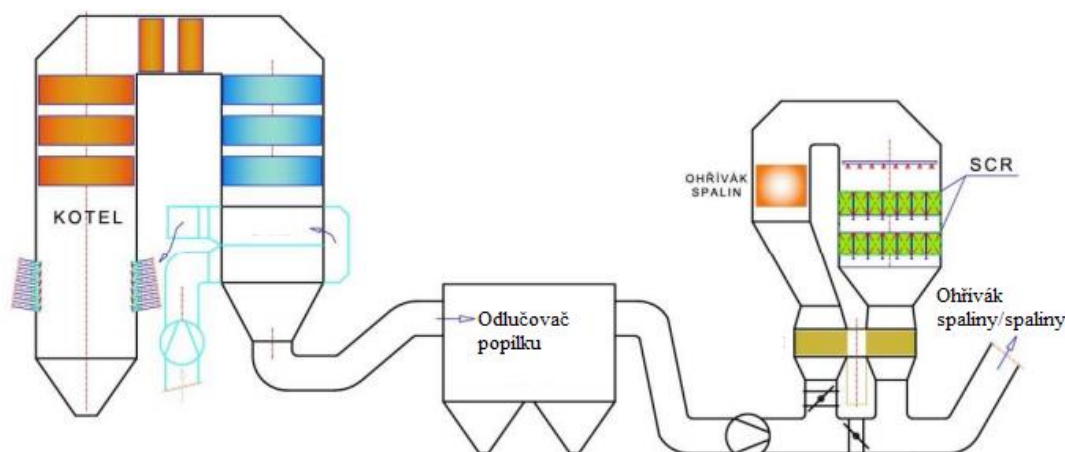 KOTEL
Odlučovač
popílku
OHŘÍVÁK
SPALIN
SCR
Ohřívák
spaliny/spaliny